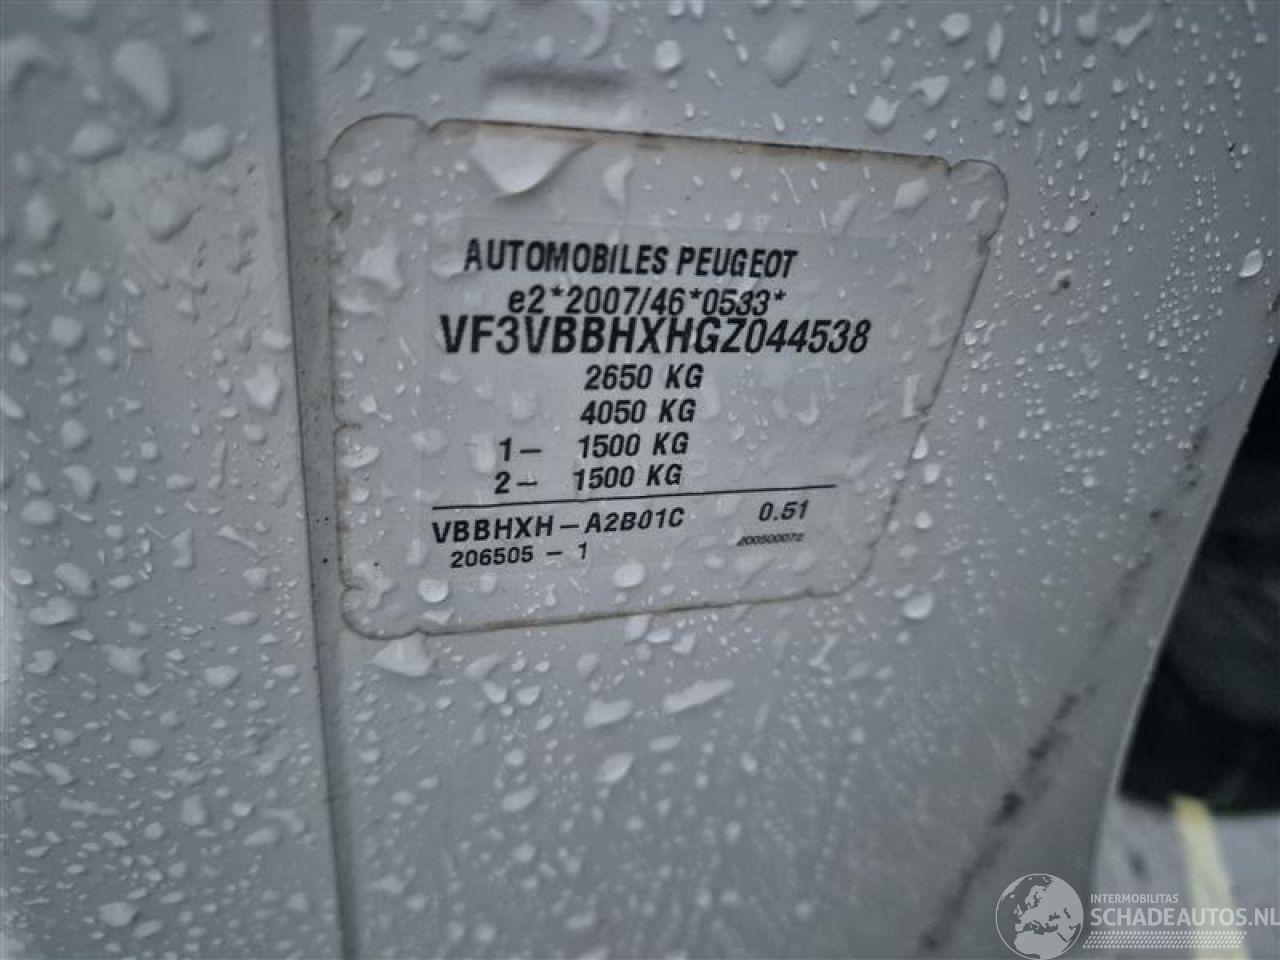 AUTOMOBILES PEUGEOT
e2*2007/46*0533*
VF3VBBHXHGZ044538
2650 KG
4050 KG
1- 1500 KG
2- 1500 KG
VBBHXH-A2B01C 0.51
206505-1 200500072
INTERMOBILITAS
SCHADEAUTOS.NL